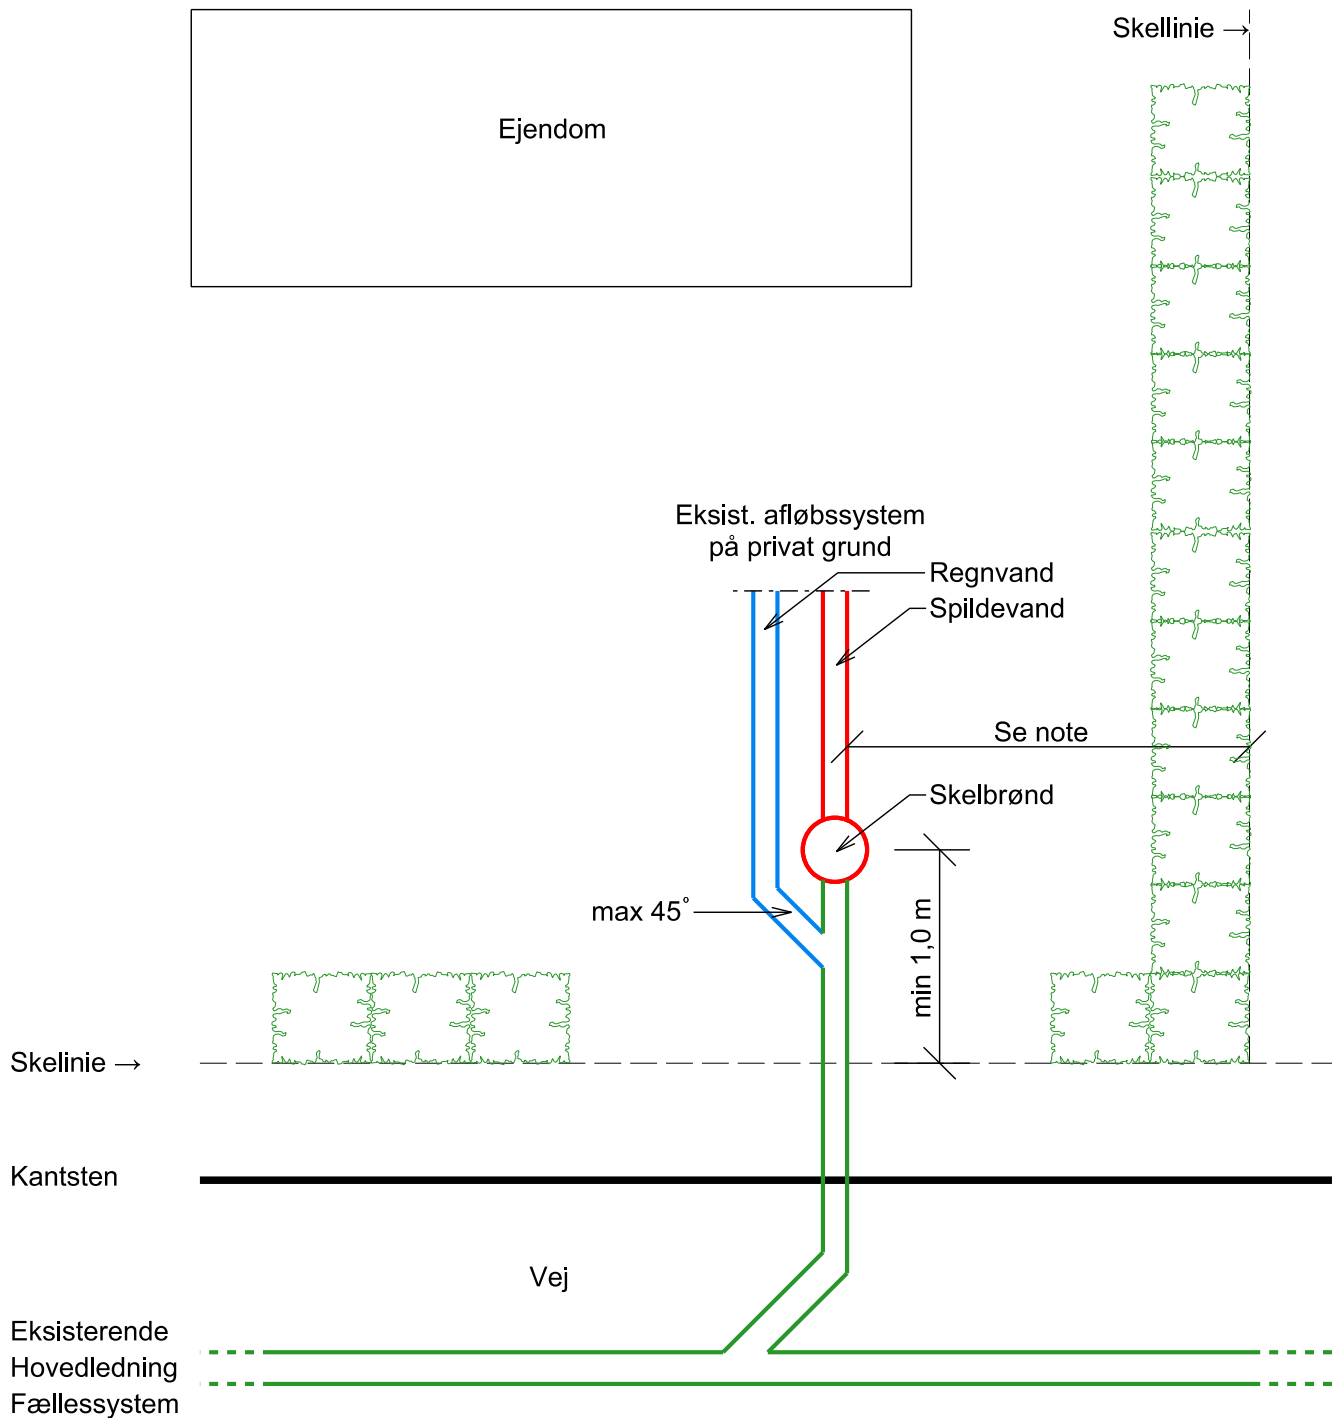 Skellinie →
Ejendom
Eksist. afløbssystem
på privat grund
Regnvand
Spildevand
Se note
Skelbrønd
max 45°
min 1,0 m
Skelinie →
Kantsten
Vej
Eksisterende
Hovedledning
Fællessystem